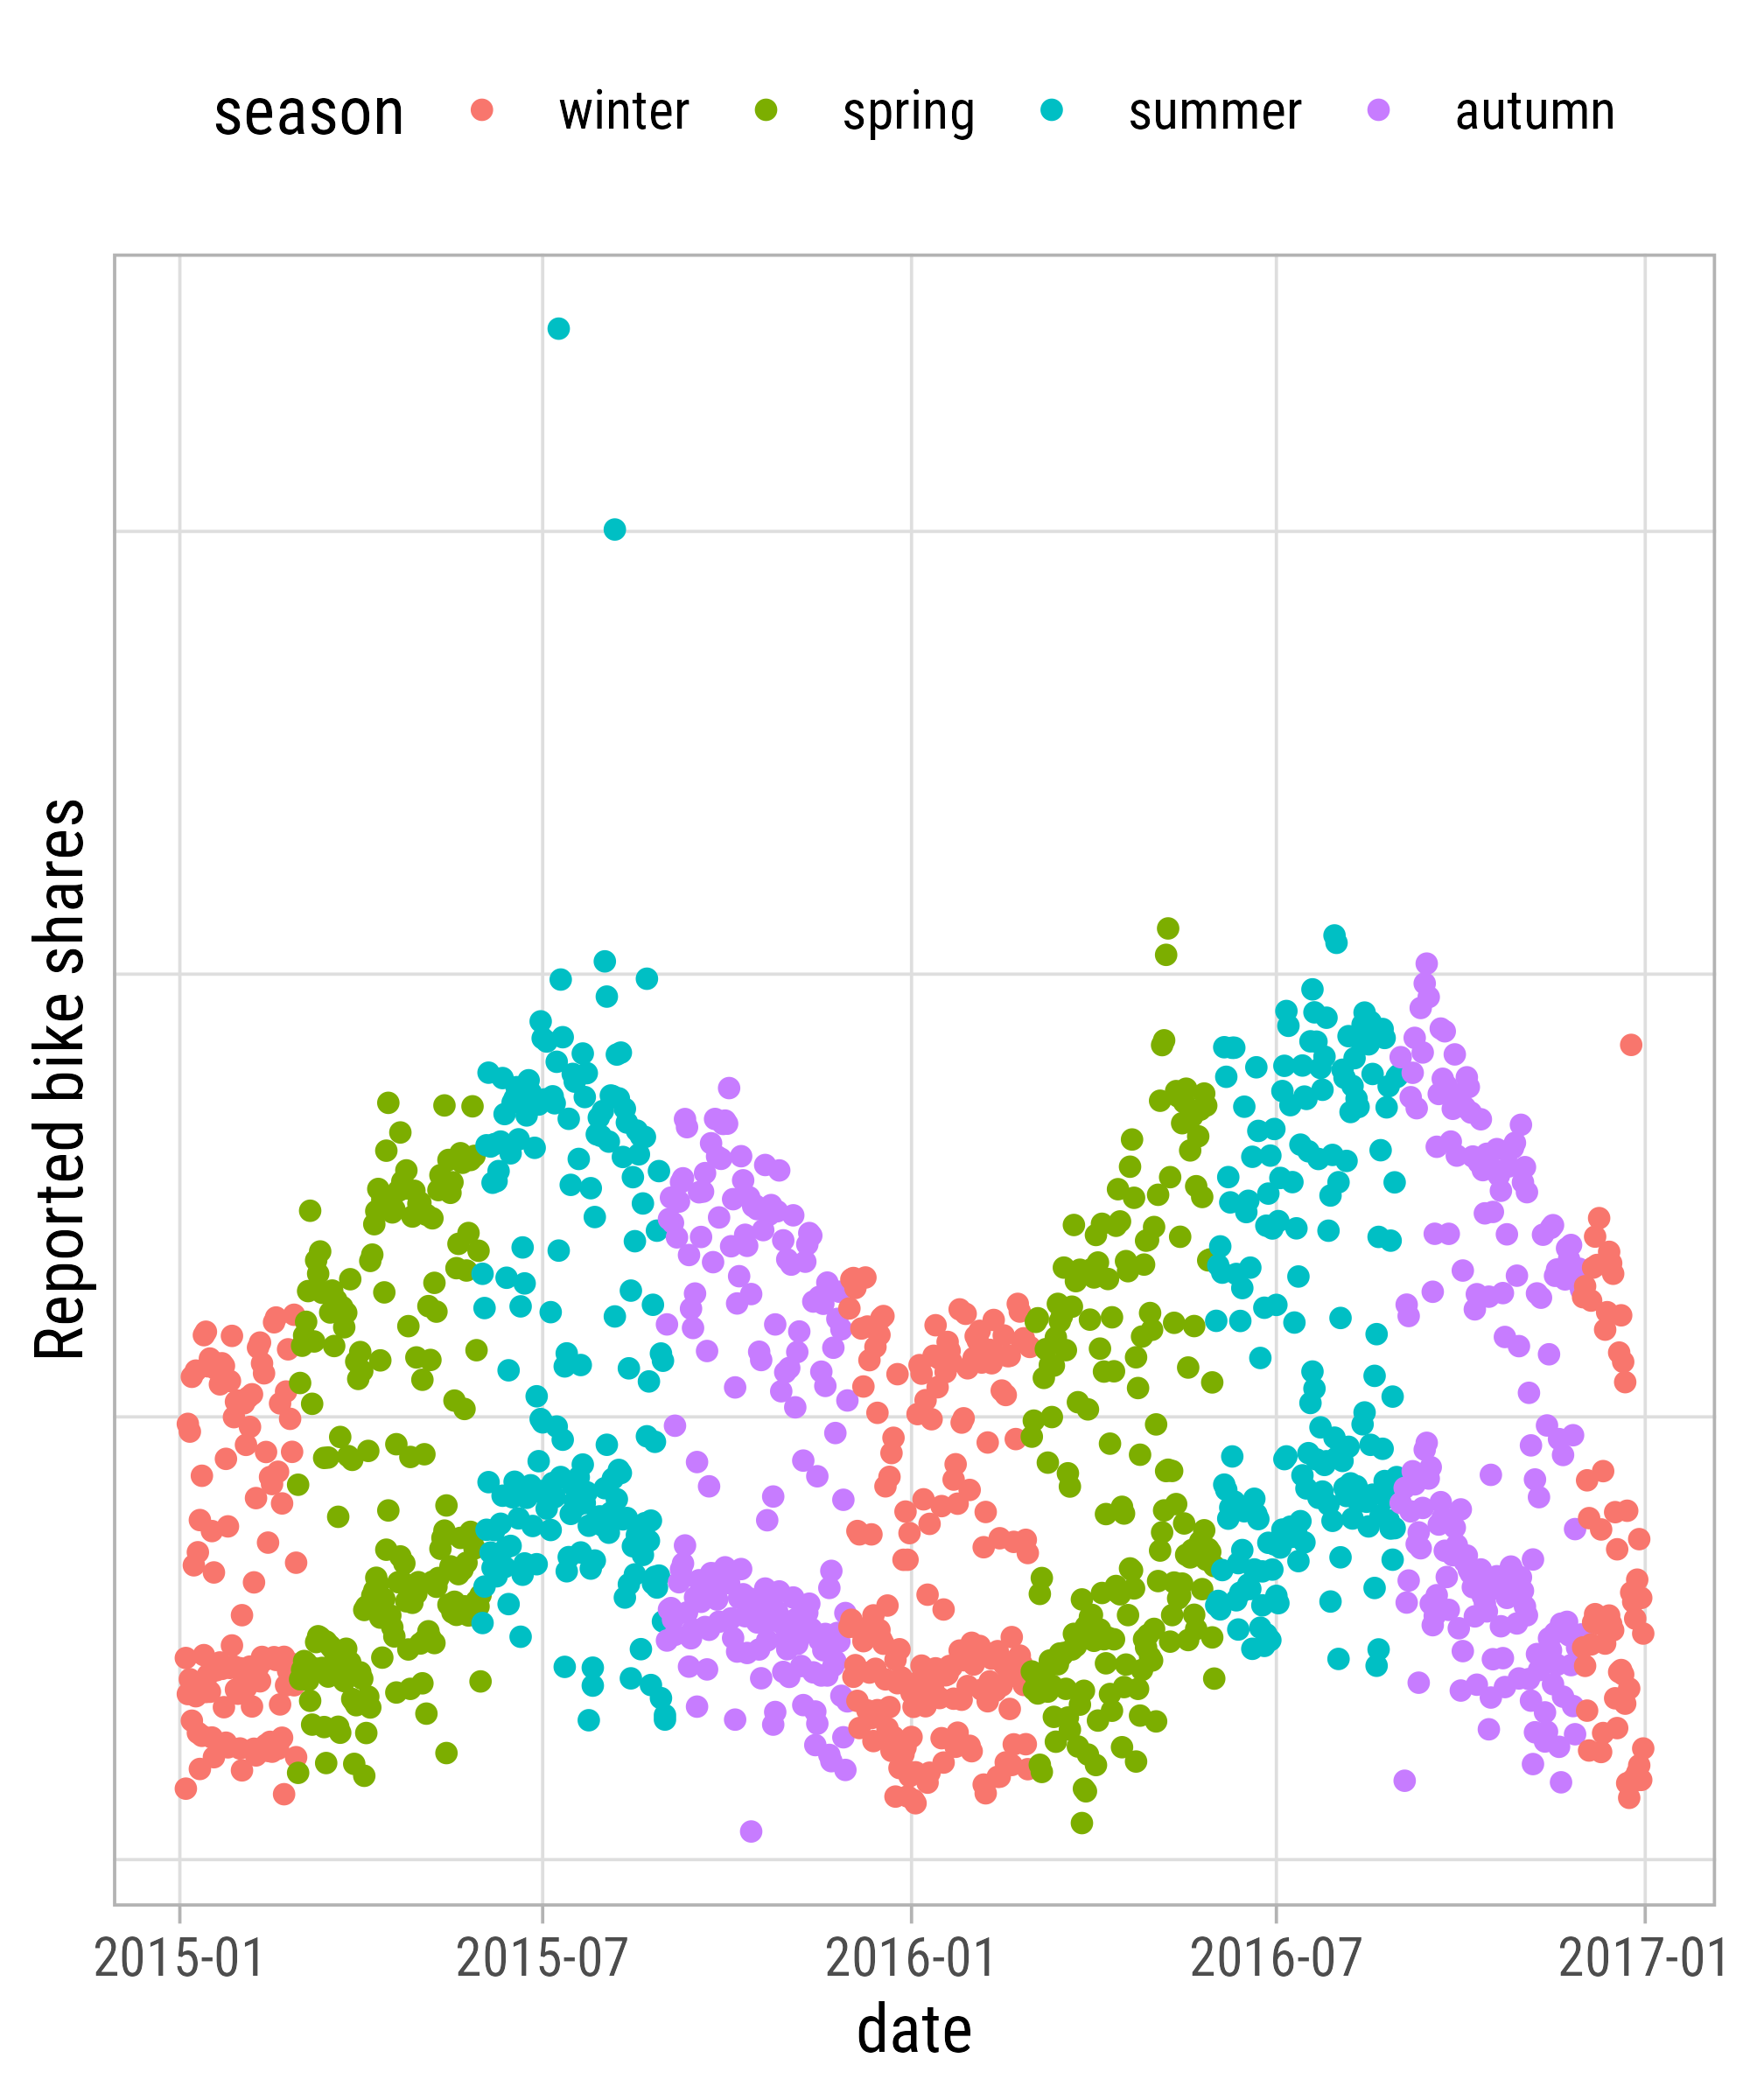 season winter spring summer autumn
Reported bike shares
2015-01 2015-07 2016-01 2016-07 2017-01
date